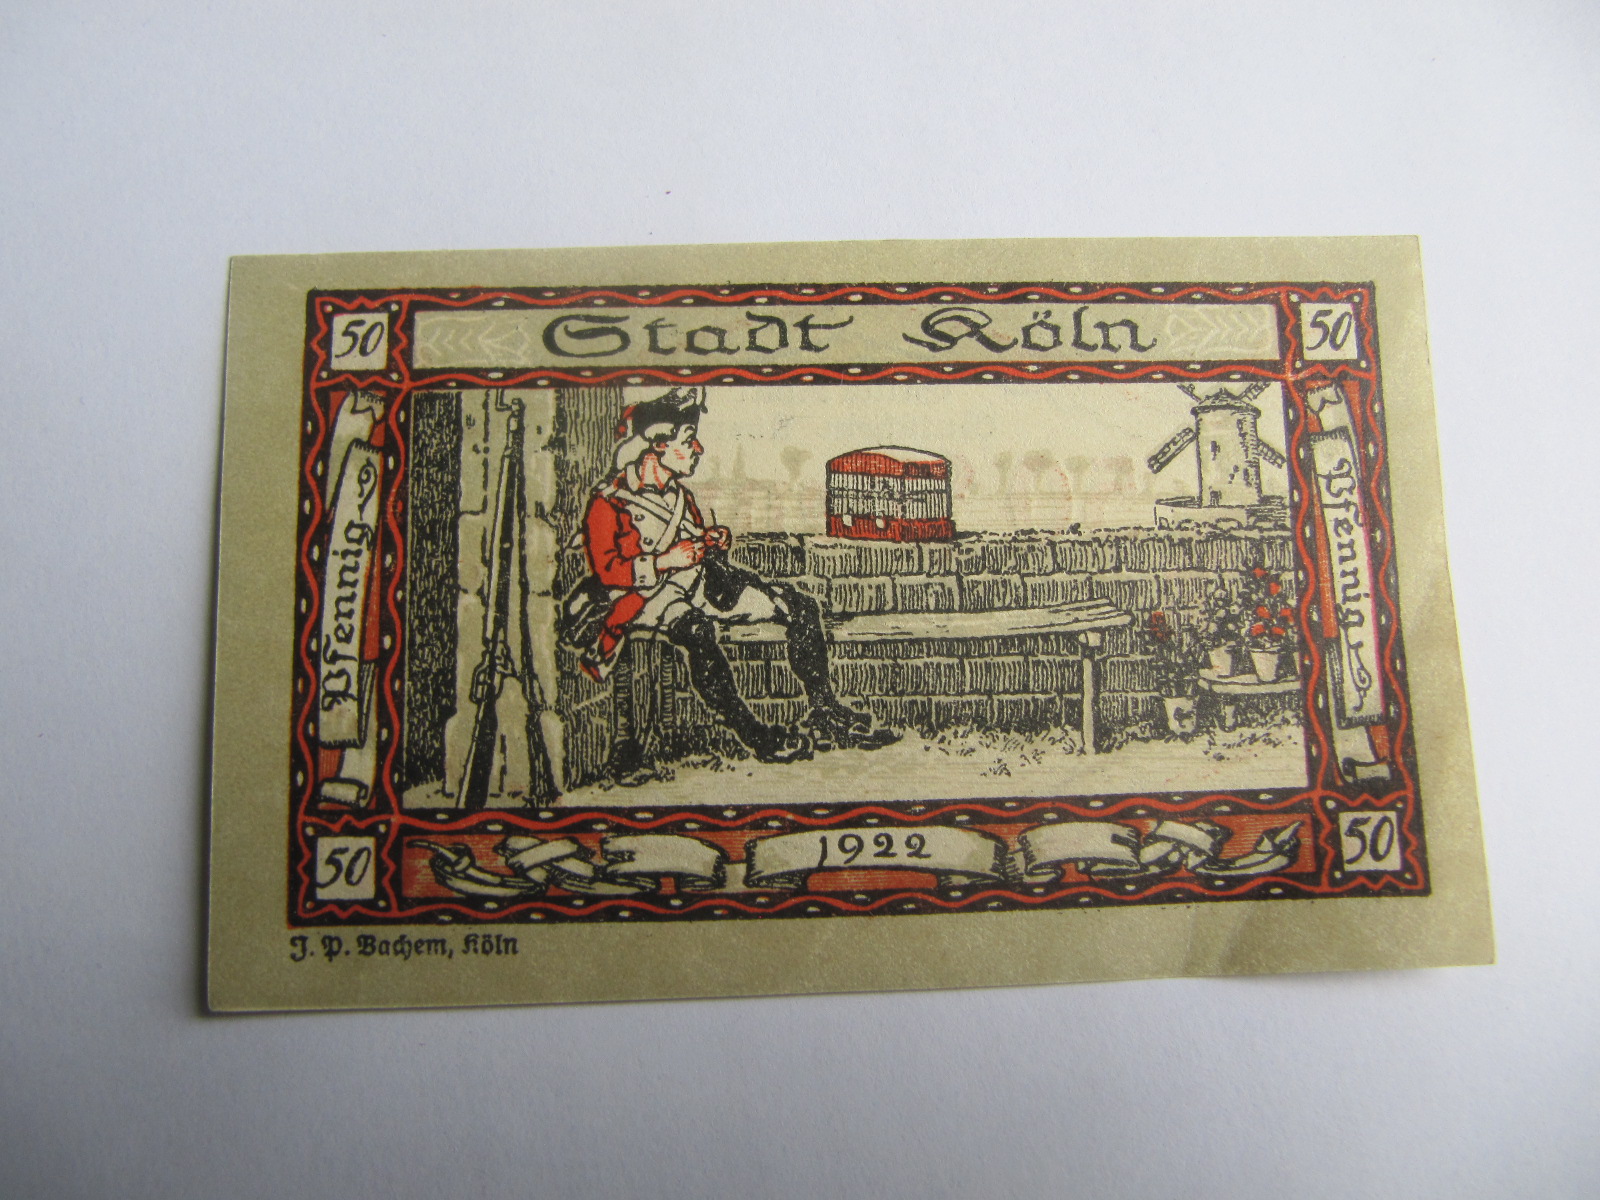 50 Stadt Köln 50
Pfennig
Pfennig
50 1922 50
J. P. Bachem, Köln